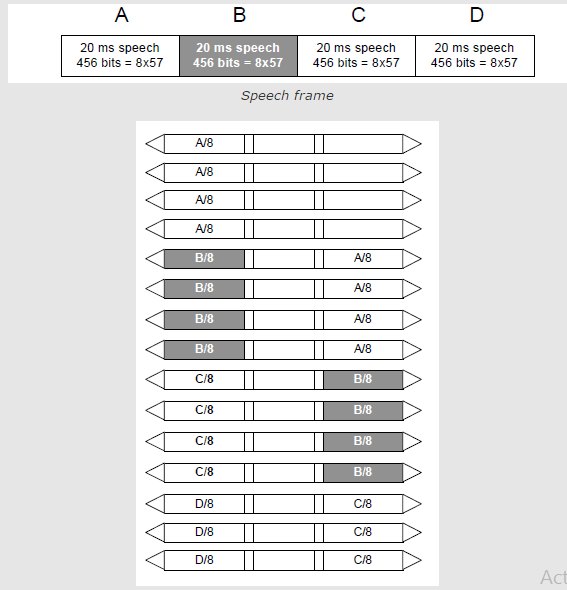 A B C D
20 ms speech 20 ms speech 20 ms speech 20 ms speech
456 bits = 8x57 456 bits = 8x57 456 bits = 8x57 456 bits = 8x57
Speech frame
A/8
A/8
A/8
A/8
B/8 A/8
B/8 A/8
B/8 A/8
B/8 A/8
C/8 B/8
C/8 B/8
C/8 B/8
C/8 B/8
D/8 C/8
D/8 C/8
D/8 C/8
Act